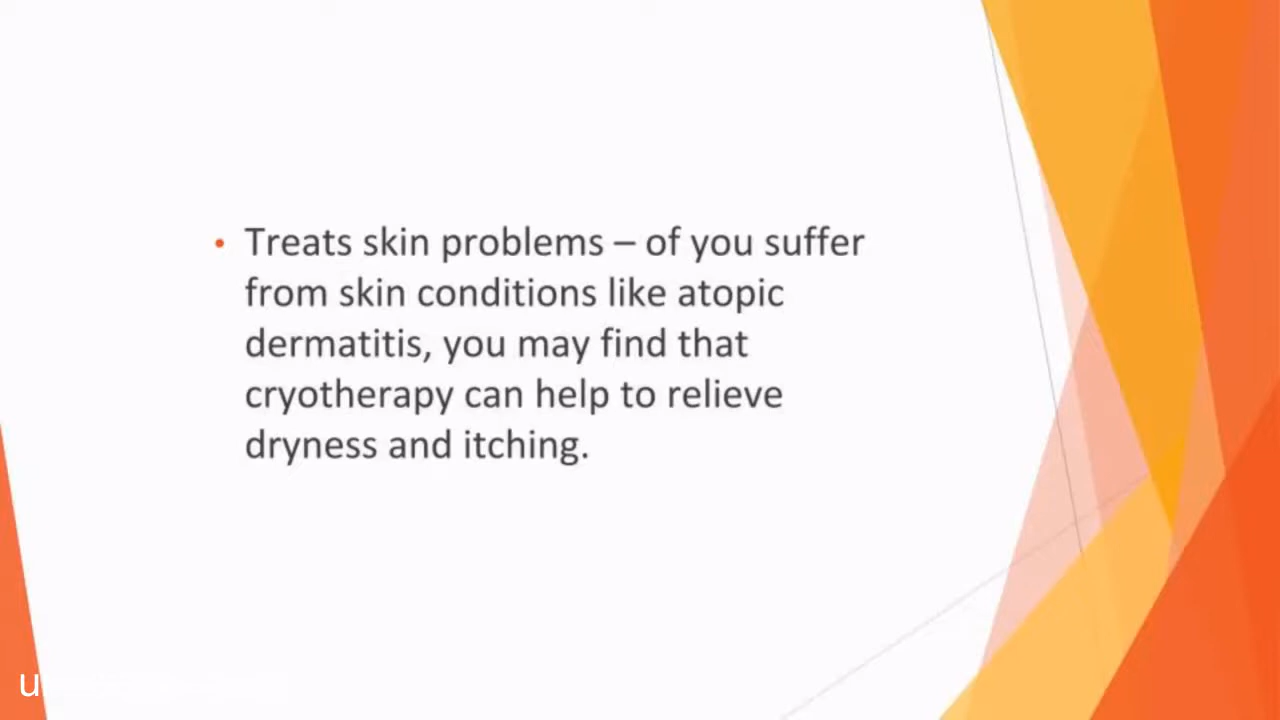 • Treats skin problems – of you suffer
from skin conditions like atopic
dermatitis, you may find that
cryotherapy can help to relieve
dryness and itching.